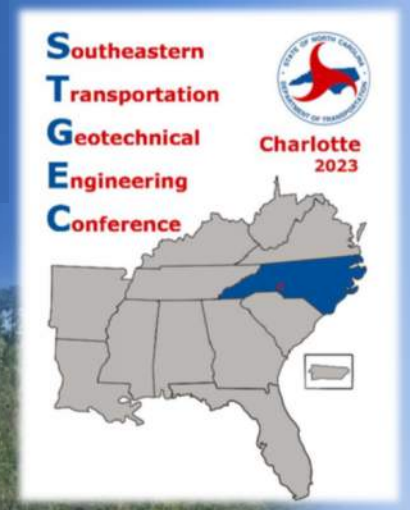 Southeastern
Transportation
Geotechnical
Engineering
Conference
STATE OF NORTH CAROLINA
DEPARTMENT OF TRANSPORTATION
Charlotte
2023